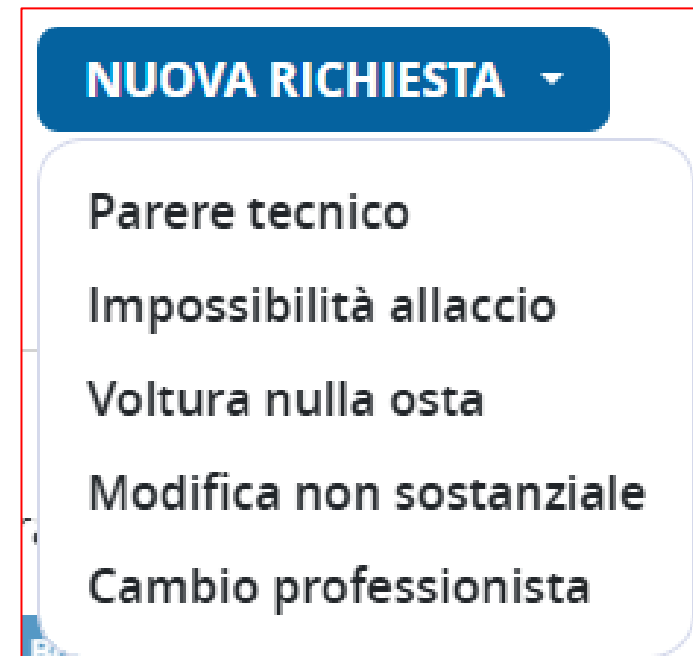 NUOVA RICHIESTA
Parere tecnico
Impossibilità allaccio
Voltura nulla osta
Modifica non sostanziale
Cambio professionista